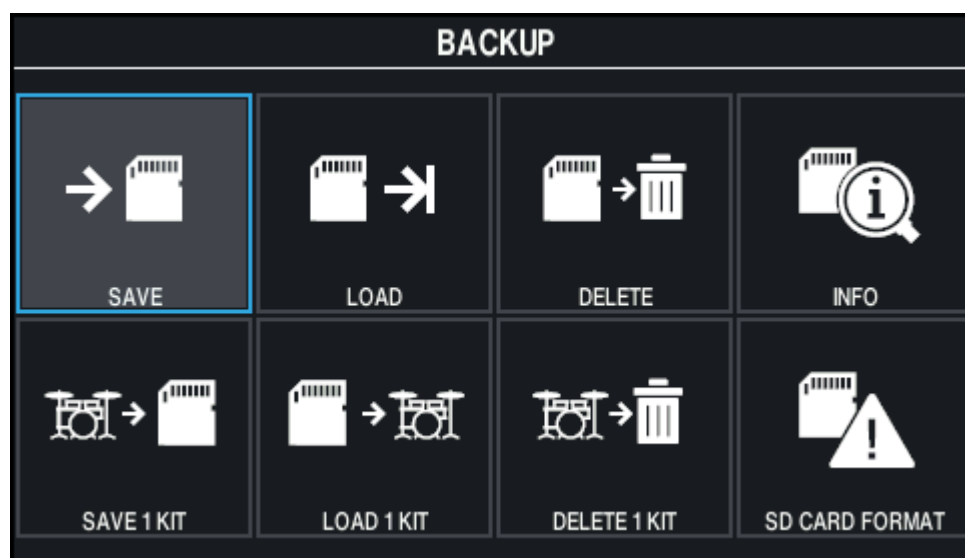 BACKUP
SAVE
LOAD
DELETE
INFO
SAVE 1 KIT
LOAD 1 KIT
DELETE 1 KIT
SD CARD FORMAT